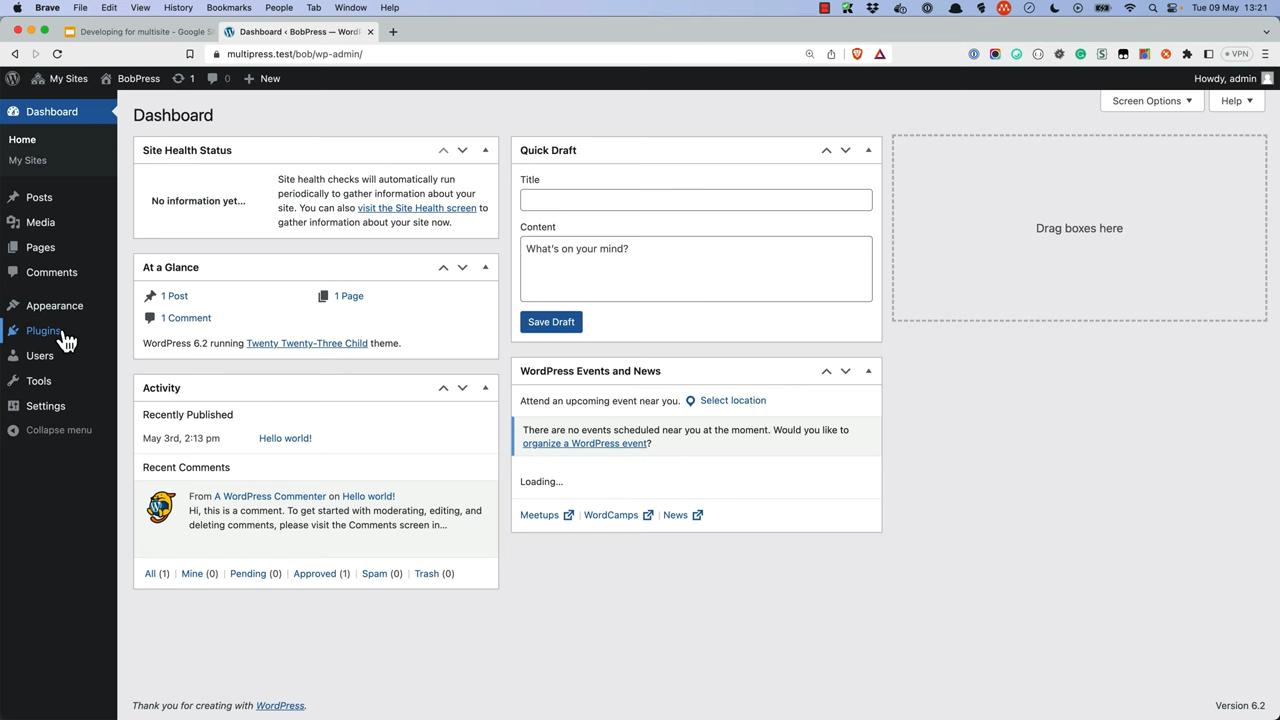 Brave File Edit View History Bookmarks People Tab Window Help Tue 09 May 13:21
Developing for multisite - Google Sl Dashboard ‹ BobPress — WordP
multipress.test/bob/wp-admin/ VPN
My Sites BobPress 1 0 New Howdy, admin
Dashboard
Home
My Sites
Posts
Media
Pages
Comments
Appearance
Plugins
Users
Tools
Settings
Collapse menu
Screen Options Help
Dashboard
Site Health Status
No information yet...
Site health checks will automatically run
periodically to gather information about your
site. You can also visit the Site Health screen to
gather information about your site now.
At a Glance
1 Post 1 Page
1 Comment
WordPress 6.2 running Twenty Twenty-Three Child theme.
Activity
Recently Published
May 3rd, 2:13 pm Hello world!
Recent Comments
From A WordPress Commenter on Hello world!
Hi, this is a comment. To get started with moderating, editing, and
deleting comments, please visit the Comments screen in...
All (1) | Mine (0) | Pending (0) | Approved (1) | Spam (0) | Trash (0)
Quick Draft
Title
Content
What's on your mind?
Save Draft
WordPress Events and News
Attend an upcoming event near you. Select location
There are no events scheduled near you at the moment. Would you like to
organize a WordPress event?
Loading...
Meetups | WordCamps | News
Drag boxes here
Thank you for creating with WordPress.
Version 6.2